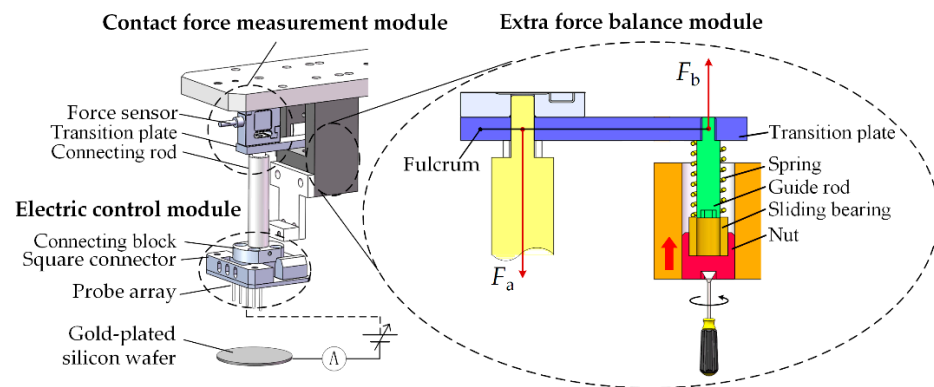 Contact force measurement module
Extra force balance module
Force sensor
Transition plate
Connecting rod
Electric control module
Connecting block
Square connector
Probe array
Gold-plated
silicon wafer
A
Fulcrum
Fa
Fb
Transition plate
Spring
Guide rod
Sliding bearing
Nut